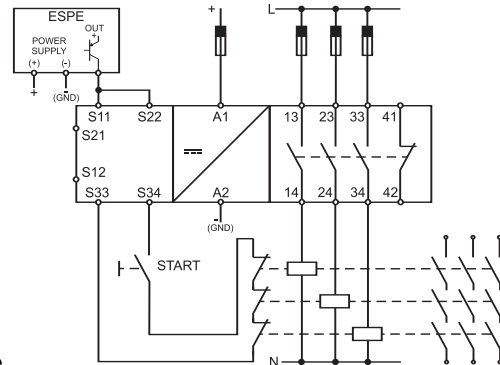 ESPE
OUT
POWER
SUPPLY
(+) (-)
+
(GND)
+
L
S11 S22 A1 13 23 33 41
S21
S12
S33 S34 A2 14 24 34 42
(GND)
START
N